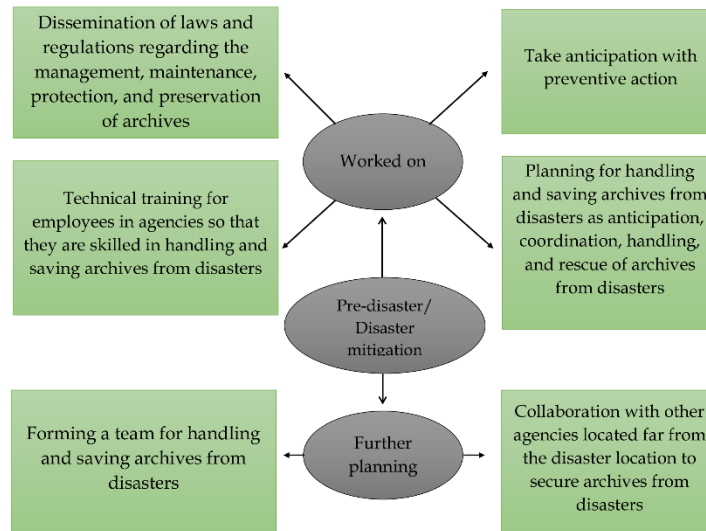 Dissemination of laws and
regulations regarding the
management, maintenance,
protection, and preservation
of archives
Take anticipation with
preventive action
Worked on
Technical training for
employees in agencies so that
they are skilled in handling and
saving archives from disasters
Planning for handling
and saving archives from
disasters as anticipation,
coordination, handling,
and rescue of archives
from disasters
Pre-disaster/
Disaster
mitigation
Forming a team for handling
and saving archives from
disasters
Further
planning
Collaboration with other
agencies located far from
the disaster location to
secure archives from
disasters